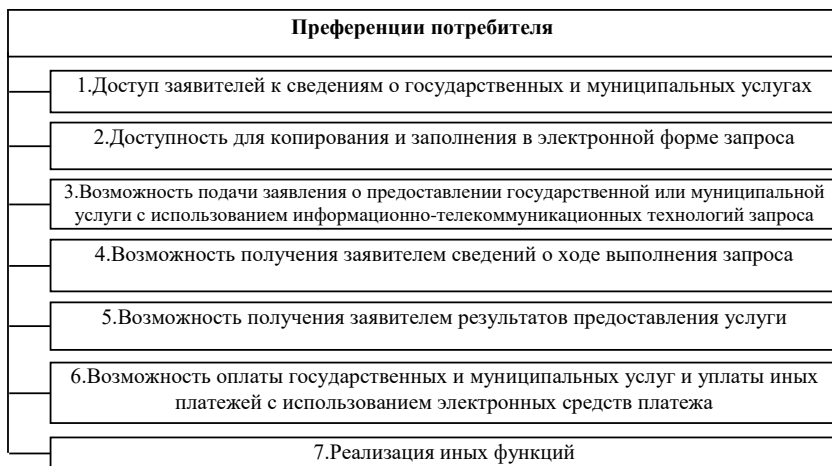 Преференции потребителя
1.Доступ заявителей к сведениям о государственных и муниципальных услугах
2.Доступность для копирования и заполнения в электронной форме запроса
3.Возможность подачи заявления о предоставлении государственной или муниципальной
услуги с использованием информационно-телекоммуникационных технологий запроса
4.Возможность получения заявителем сведений о ходе выполнения запроса
5.Возможность получения заявителем результатов предоставления услуги
6.Возможность оплаты государственных и муниципальных услуг и уплаты иных
платежей с использованием электронных средств платежа
7.Реализация иных функций